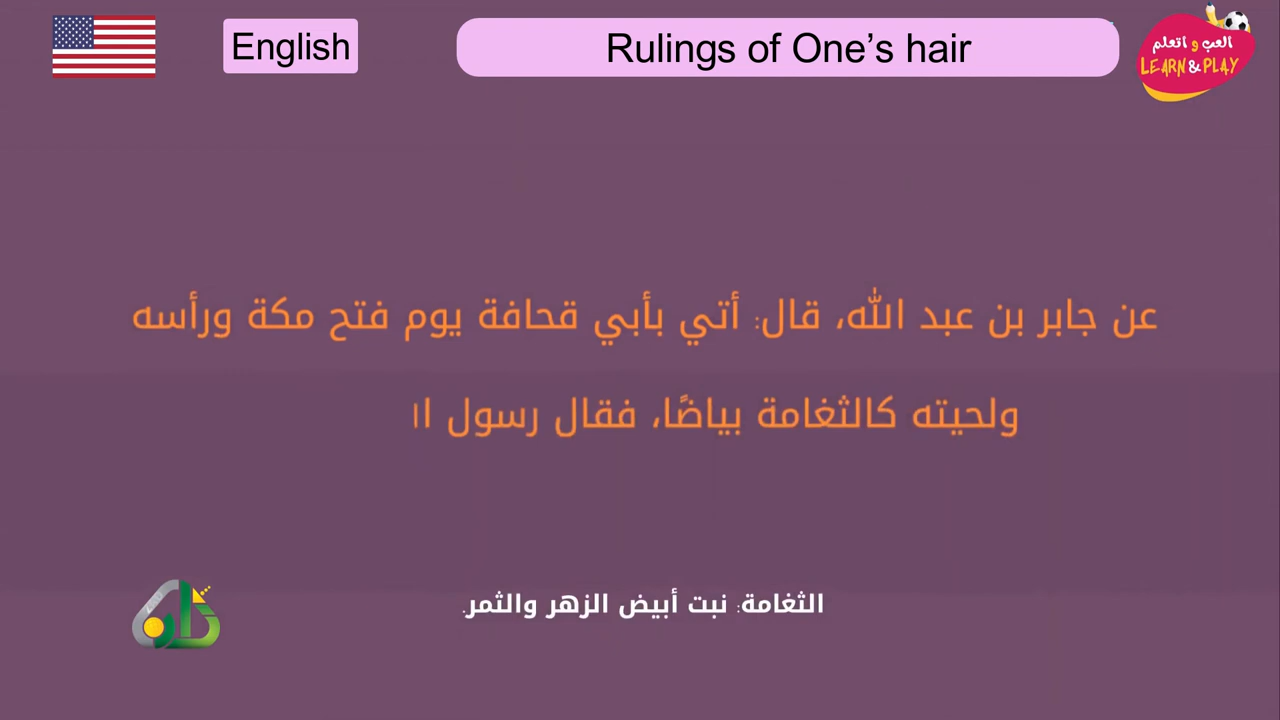 English
Rulings of One’s hair
العب و اتعلم
LEARN & PLAY
عن جابر بن عبد الله، قال: أتي بأبي قحافة يوم فتح مكة ورأسه
ولحيته كالثغامة بياضًا، فقال رسول ا
الثغامة: نبت أبيض الزهر والثمر.